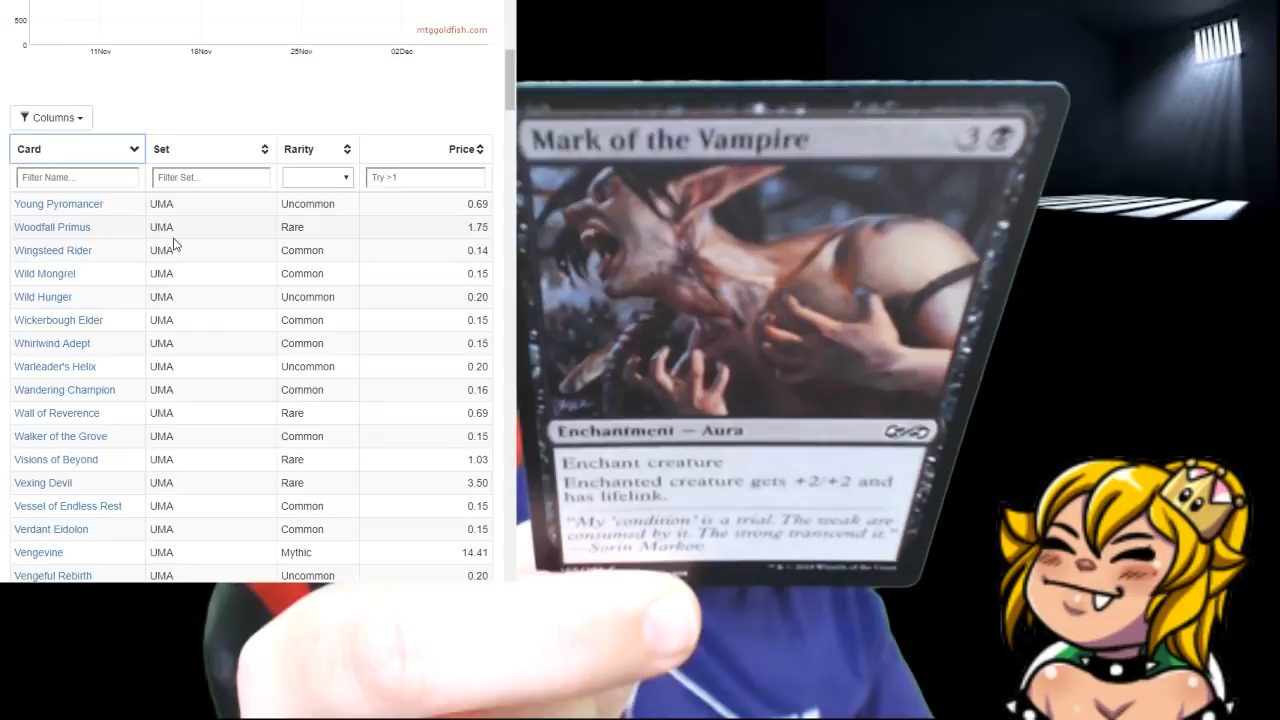 500
0
mtggoldfish.com
11Nov 18Nov 25Nov 02Dec
Columns
Card Set Rarity Price
Filter Name... Filter Set... Try >1
Young Pyromancer UMA Uncommon 0.69
Woodfall Primus UMA Rare 1.75
Wingsteed Rider UMA Common 0.14
Wild Mongrel UMA Common 0.15
Wild Hunger UMA Uncommon 0.20
Wickerbough Elder UMA Common 0.15
Whirlwind Adept UMA Common 0.15
Warleader's Helix UMA Uncommon 0.20
Wandering Champion UMA Common 0.16
Wall of Reverence UMA Rare 0.69
Walker of the Grove UMA Common 0.15
Visions of Beyond UMA Rare 1.03
Vexing Devil UMA Rare 3.50
Vessel of Endless Rest UMA Common 0.15
Verdant Eidolon UMA Common 0.15
Vengevine UMA Mythic 14.41
Vengeful Rebirth UMA Uncommon 0.20
Mark of the Vampire 3
Enchantment — Aura
Enchant creature
Enchanted creature gets +2/+2 and
has lifelink.
"My 'condition' is a trial. The weak are
consumed by it. The strong transcend it."
—Sorin Markov